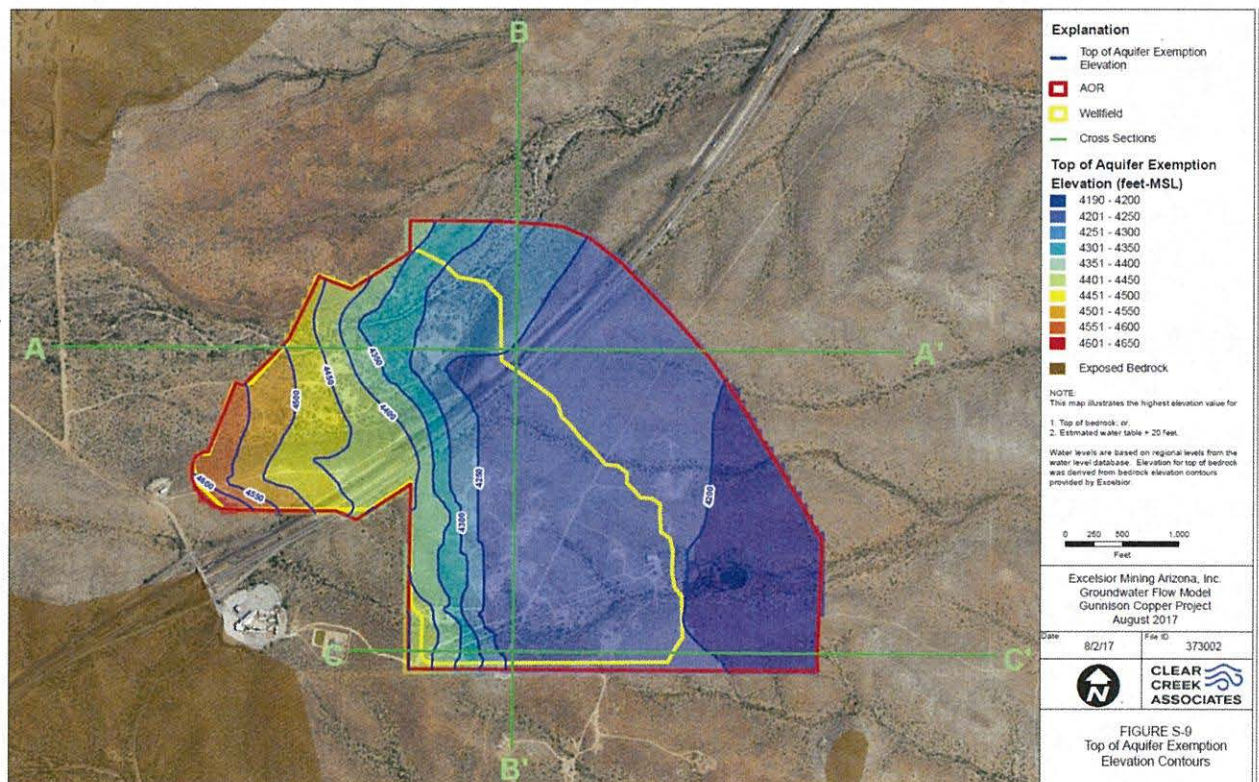 B
A
A'
C
C'
B'
4350
4450
4500
4400
4250
4300
4200
4600
4550
Explanation
Top of Aquifer Exemption
Elevation
AOR
Wellfield
Cross Sections
Top of Aquifer Exemption
Elevation (feet-MSL)
4190 - 4200
4201 - 4250
4251 - 4300
4301 - 4350
4351 - 4400
4401 - 4450
4451 - 4500
4501 - 4550
4551 - 4600
4601 - 4650
Exposed Bedrock
NOTE:
This map illustrates the highest elevation value for
1. Top of bedrock; or,
2. Estimated water table + 20 feet.
Water levels are based on regional levels from the
water level database. Elevation for top of bedrock
was derived from bedrock elevation contours
provided by Excelsior
0 250 500 1,000
Feet
Excelsior Mining Arizona, Inc.
Groundwater Flow Model
Gunnison Copper Project
August 2017
Date
8/2/17
File ID
373002
N
CLEAR
CREEK
ASSOCIATES
FIGURE S-9
Top of Aquifer Exemption
Elevation Contours